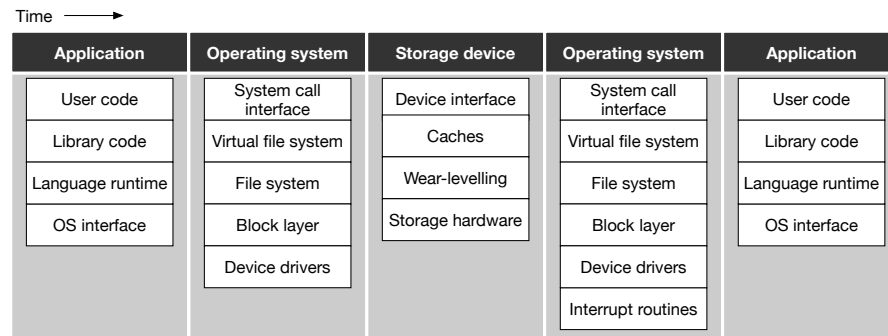 Time
Application
Operating system
Storage device
Operating system
Application
User code
Library code
Language runtime
OS interface
System call
interface
Virtual file system
File system
Block layer
Device drivers
Device interface
Caches
Wear-levelling
Storage hardware
System call
interface
Virtual file system
File system
Block layer
Device drivers
Interrupt routines
User code
Library code
Language runtime
OS interface